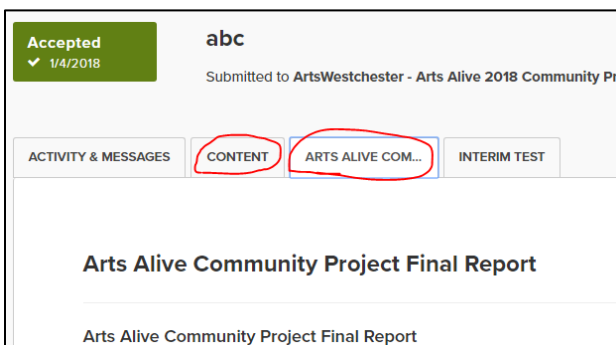 Accepted
✔ 1/4/2018
abc
Submitted to ArtsWestchester - Arts Alive 2018 Community Pr
ACTIVITY & MESSAGES
CONTENT
ARTS ALIVE COM...
INTERIM TEST
Arts Alive Community Project Final Report
Arts Alive Community Project Final Report